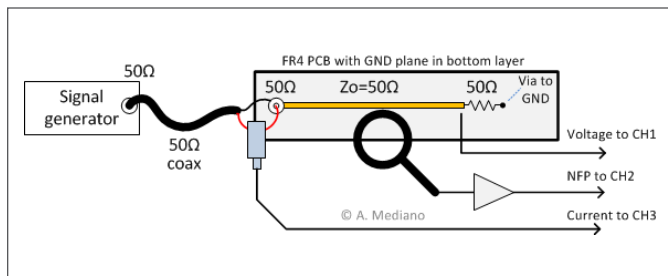 FR4 PCB with GND plane in bottom layer
50Ω
50Ω
Zo=50Ω
50Ω
Via to
GND
Signal
generator
50Ω
coax
Voltage to CH1
NFP to CH2
© A. Mediano
Current to CH3